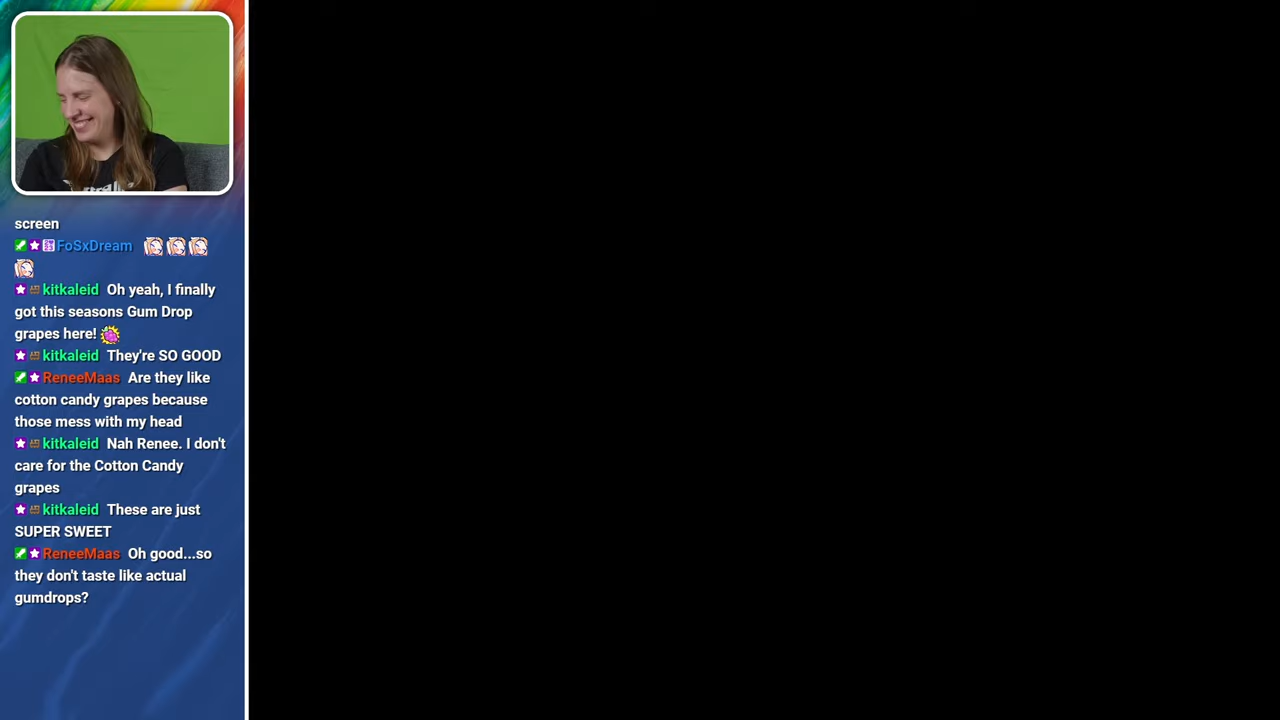 screen
FoSxDream
kitkaleid Oh yeah, I finally
got this seasons Gum Drop
grapes here!
kitkaleid They're SO GOOD
ReneeMaas Are they like
cotton candy grapes because
those mess with my head
kitkaleid Nah Renee. I don't
care for the Cotton Candy
grapes
kitkaleid These are just
SUPER SWEET
ReneeMaas Oh good...so
they don't taste like actual
gumdrops?